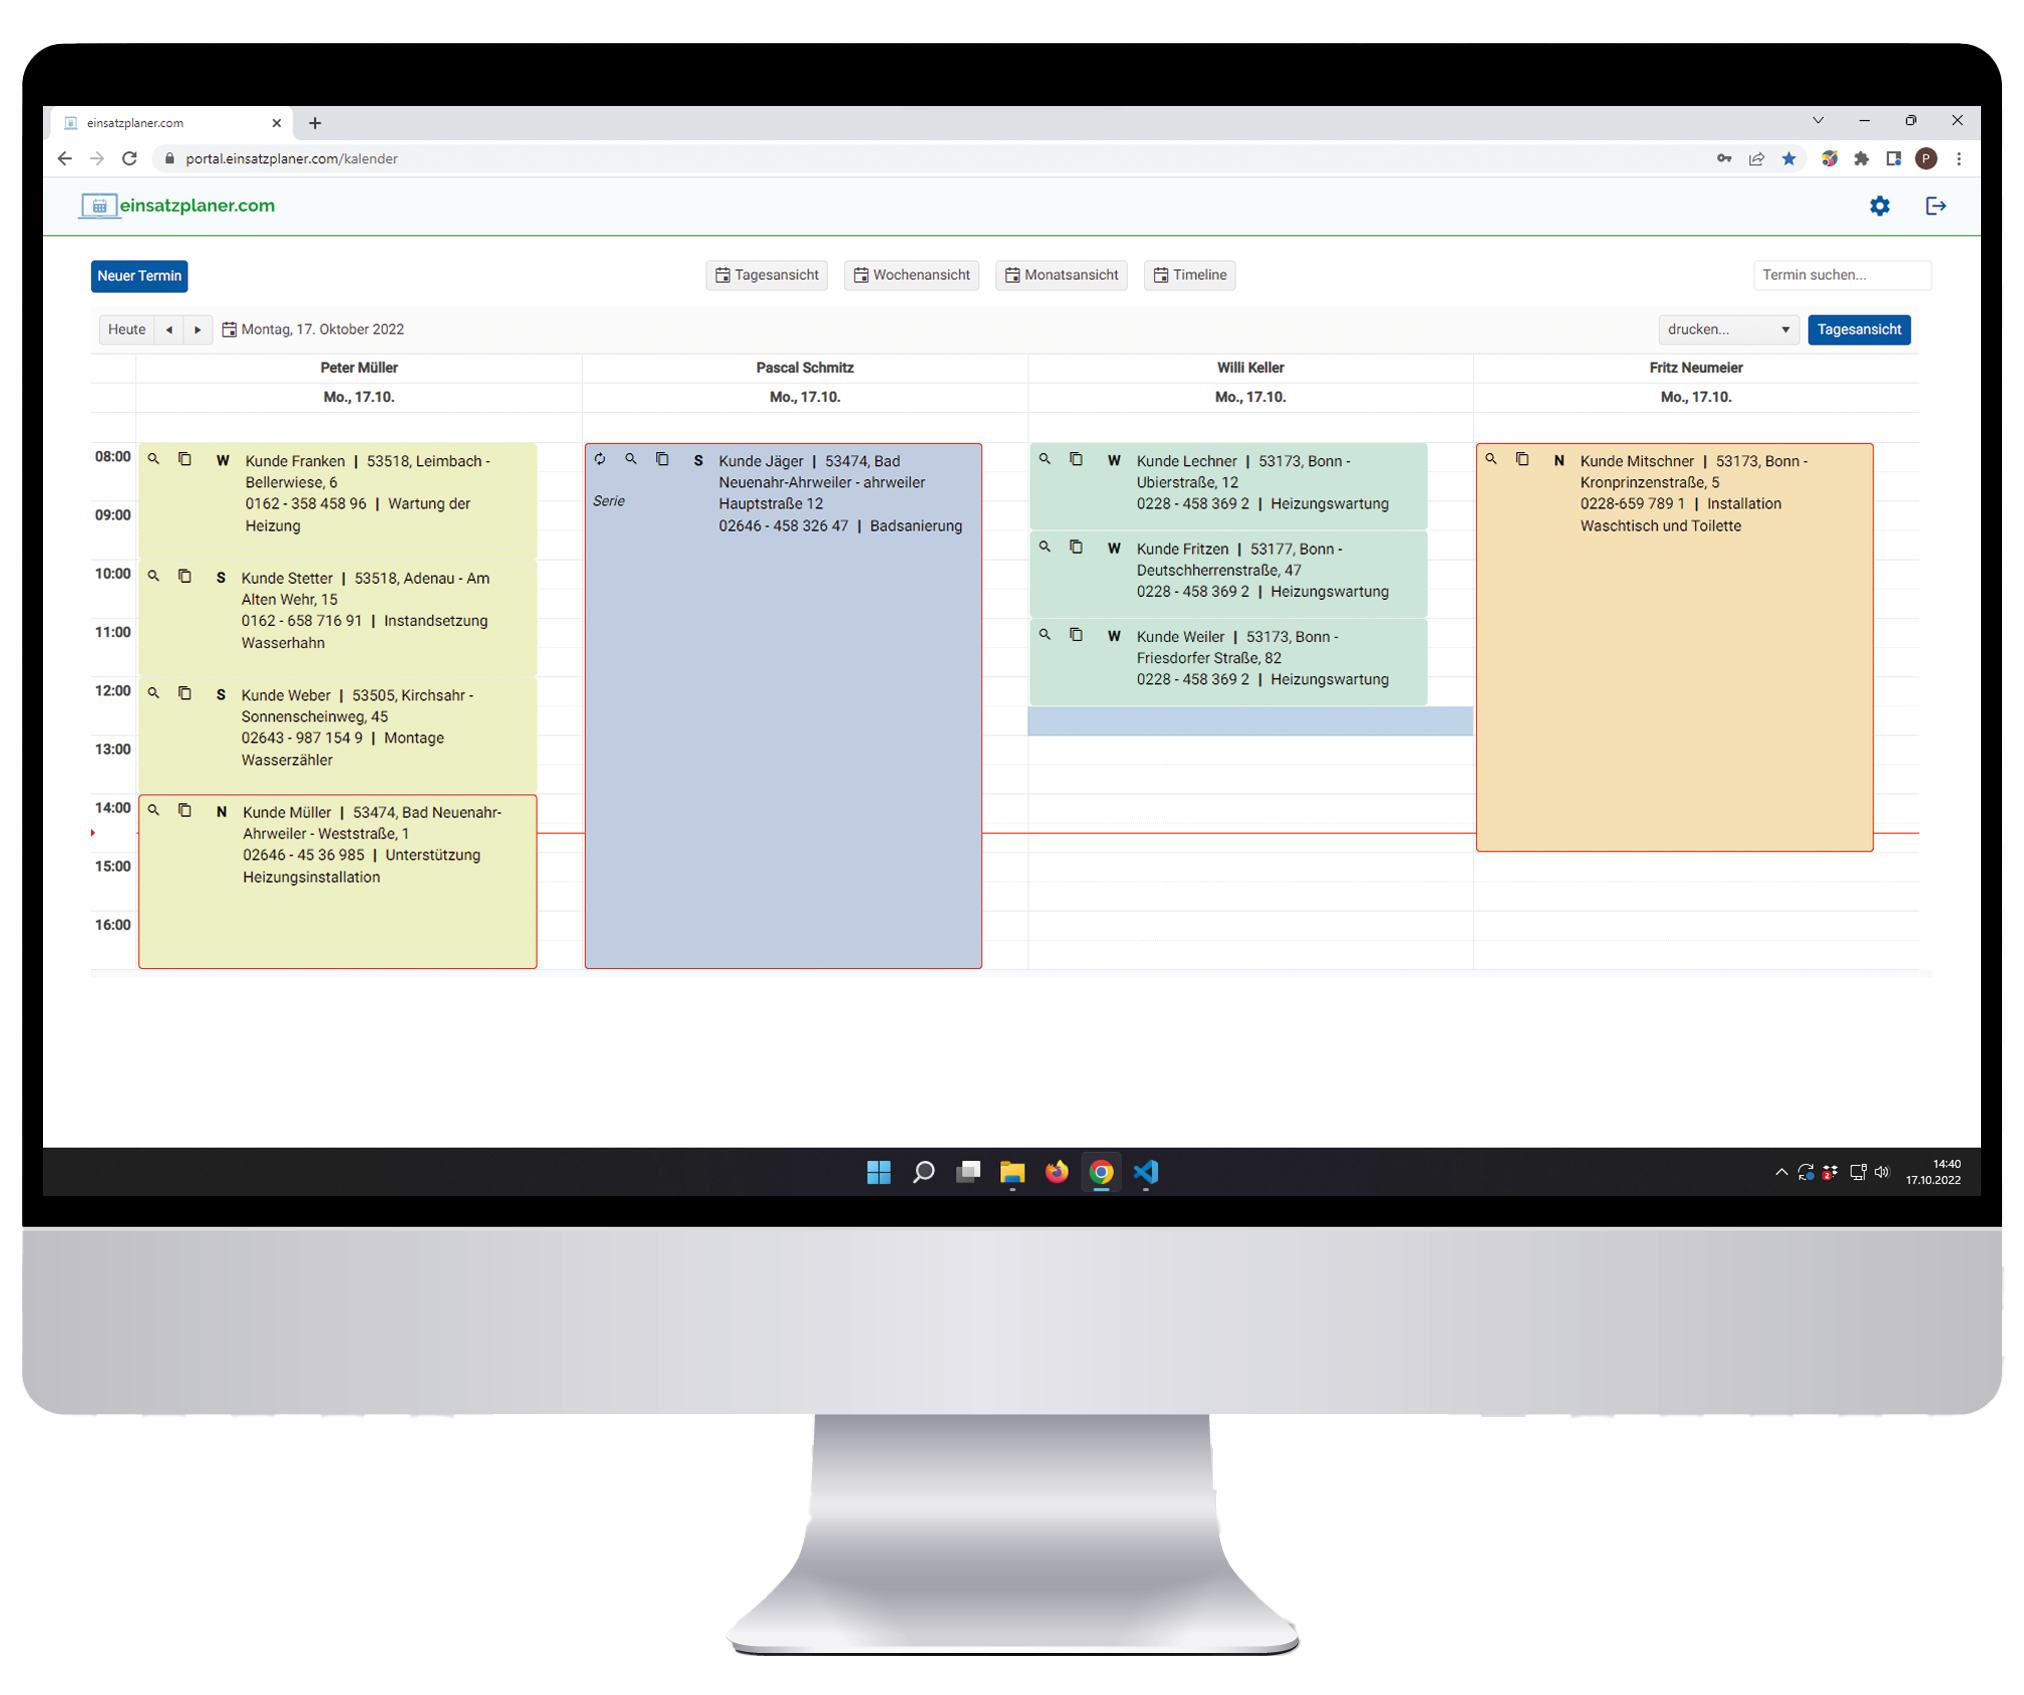 einsatzplaner.com
portal.einsatzplaner.com/kalender
P
einsatzplaner.com
Neuer Termin
Tagesansicht
Wochenansicht
Monatsansicht
Timeline
Termin suchen...
Heute
Montag, 17. Oktober 2022
drucken...
Tagesansicht
Peter Müller
Pascal Schmitz
Willi Keller
Fritz Neumeier
Mo., 17.10.
Mo., 17.10.
Mo., 17.10.
Mo., 17.10.
08:00
09:00
10:00
11:00
12:00
13:00
14:00
15:00
16:00
W Kunde Franken | 53518, Leimbach -
Bellerwiese, 6
0162 - 358 458 96 | Wartung der
Heizung
S Kunde Stetter | 53518, Adenau - Am
Alten Wehr, 15
0162 - 658 716 91 | Instandsetzung
Wasserhahn
S Kunde Weber | 53505, Kirchsahr -
Sonnenscheinweg, 45
02643 - 987 154 9 | Montage
Wasserzähler
N Kunde Müller | 53474, Bad Neuenahr-
Ahrweiler - Weststraße, 1
02646 - 45 36 985 | Unterstützung
Heizungsinstallation
S Kunde Jäger | 53474, Bad
Neuenahr-Ahrweiler - ahrweiler
Serie
Hauptstraße 12
02646 - 458 326 47 | Badsanierung
W Kunde Lechner | 53173, Bonn -
Ubierstraße, 12
0228 - 458 369 2 | Heizungswartung
W Kunde Fritzen | 53177, Bonn -
Deutschherrenstraße, 47
0228 - 458 369 2 | Heizungswartung
W Kunde Weiler | 53173, Bonn -
Friesdorfer Straße, 82
0228 - 458 369 2 | Heizungswartung
N Kunde Mitschner | 53173, Bonn -
Kronprinzenstraße, 5
0228-659 789 1 | Installation
Waschtisch und Toilette
2
14:40
17.10.2022